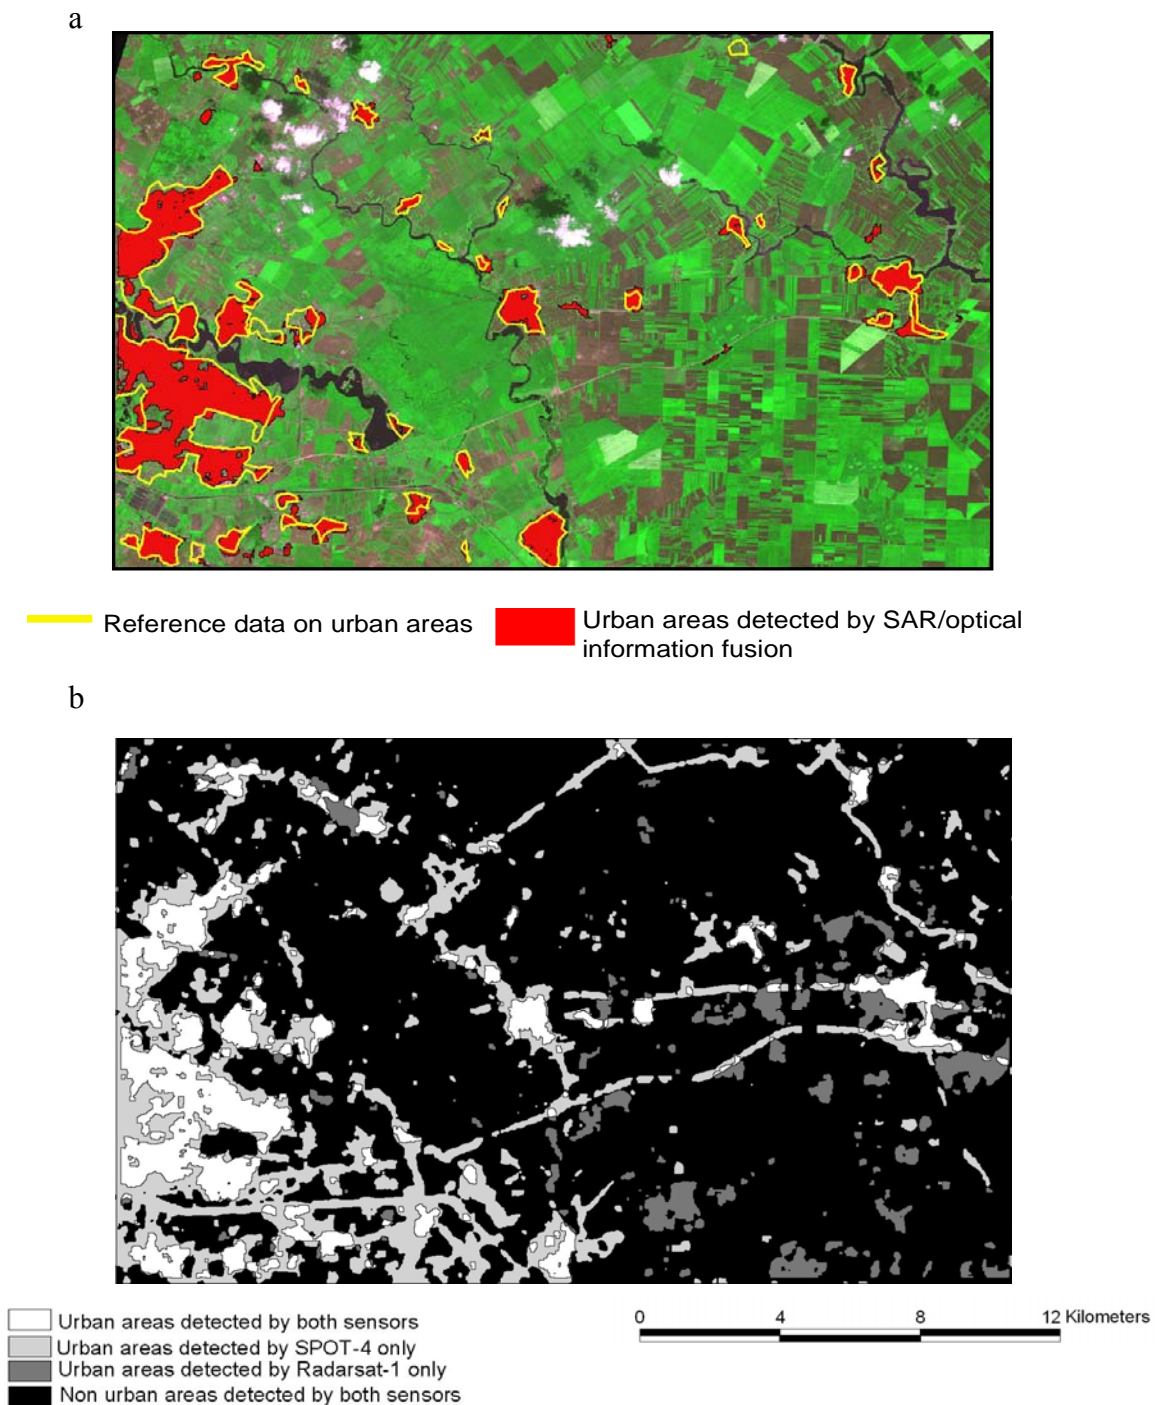 a
Reference data on urban areas
Urban areas detected by SAR/optical
information fusion
b
Urban areas detected by both sensors
Urban areas detected by SPOT-4 only
Urban areas detected by Radarsat-1 only
Non urban areas detected by both sensors
0 4 8 12 Kilometers